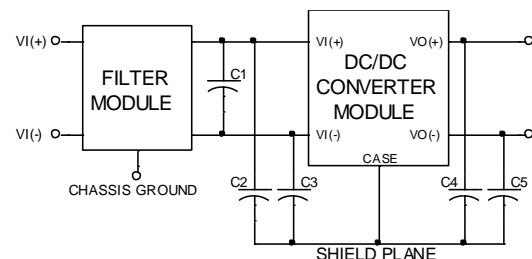 VI(+)
VI(-)
FILTER
MODULE
CHASSIS GROUND
C1
C2
C3
VI(+)
VI(-)
DC/DC
CONVERTER
MODULE
CASE
VO(+)
VO(-)
C4
C5
SHIELD PLANE